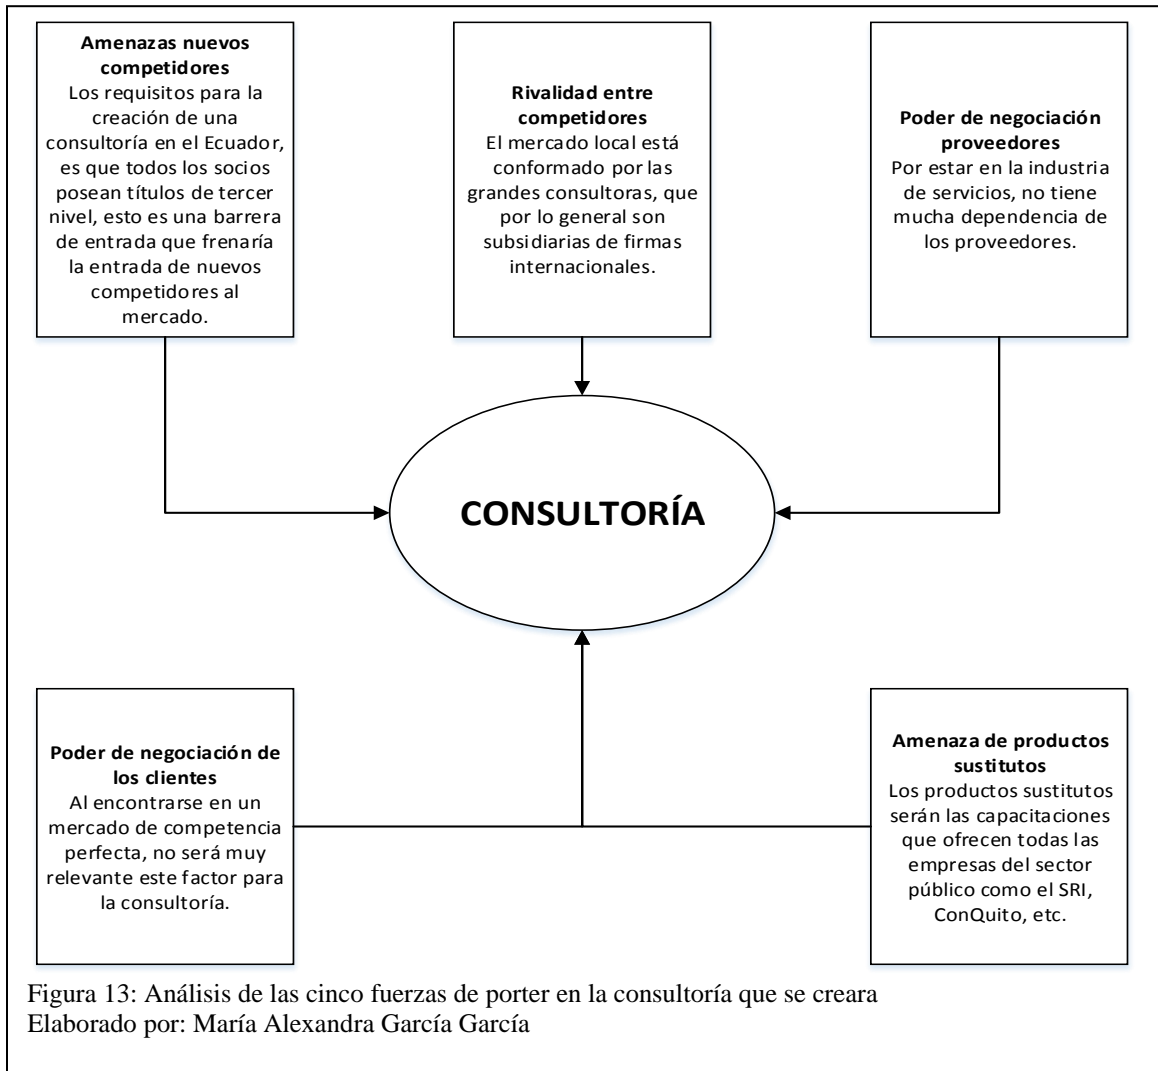 Amenazas nuevos
competidores
Los requisitos para la
creación de una
consultoría en el Ecuador,
es que todos los socios
posean títulos de tercer
nivel, esto es una barrera
de entrada que frenaría
la entrada de nuevos
competidores al
mercado.
Rivalidad entre
competidores
El mercado local está
conformado por las
grandes consultoras, que
por lo general son
subsidiarias de firmas
internacionales.
Poder de negociación
proveedores
Por estar en la industria
de servicios, no tiene
mucha dependencia de
los proveedores.
CONSULTORÍA
Poder de negociación de
los clientes
Al encontrarse en un
mercado de competencia
perfecta, no será muy
relevante este factor para
la consultoría.
Amenaza de productos
sustitutos
Los productos sustitutos
serán las capacitaciones
que ofrecen todas las
empresas del sector
público como el SRI,
ConQuito, etc.
Figura 13: Análisis de las cinco fuerzas de porter en la consultoría que se creara
Elaborado por: María Alexandra García García